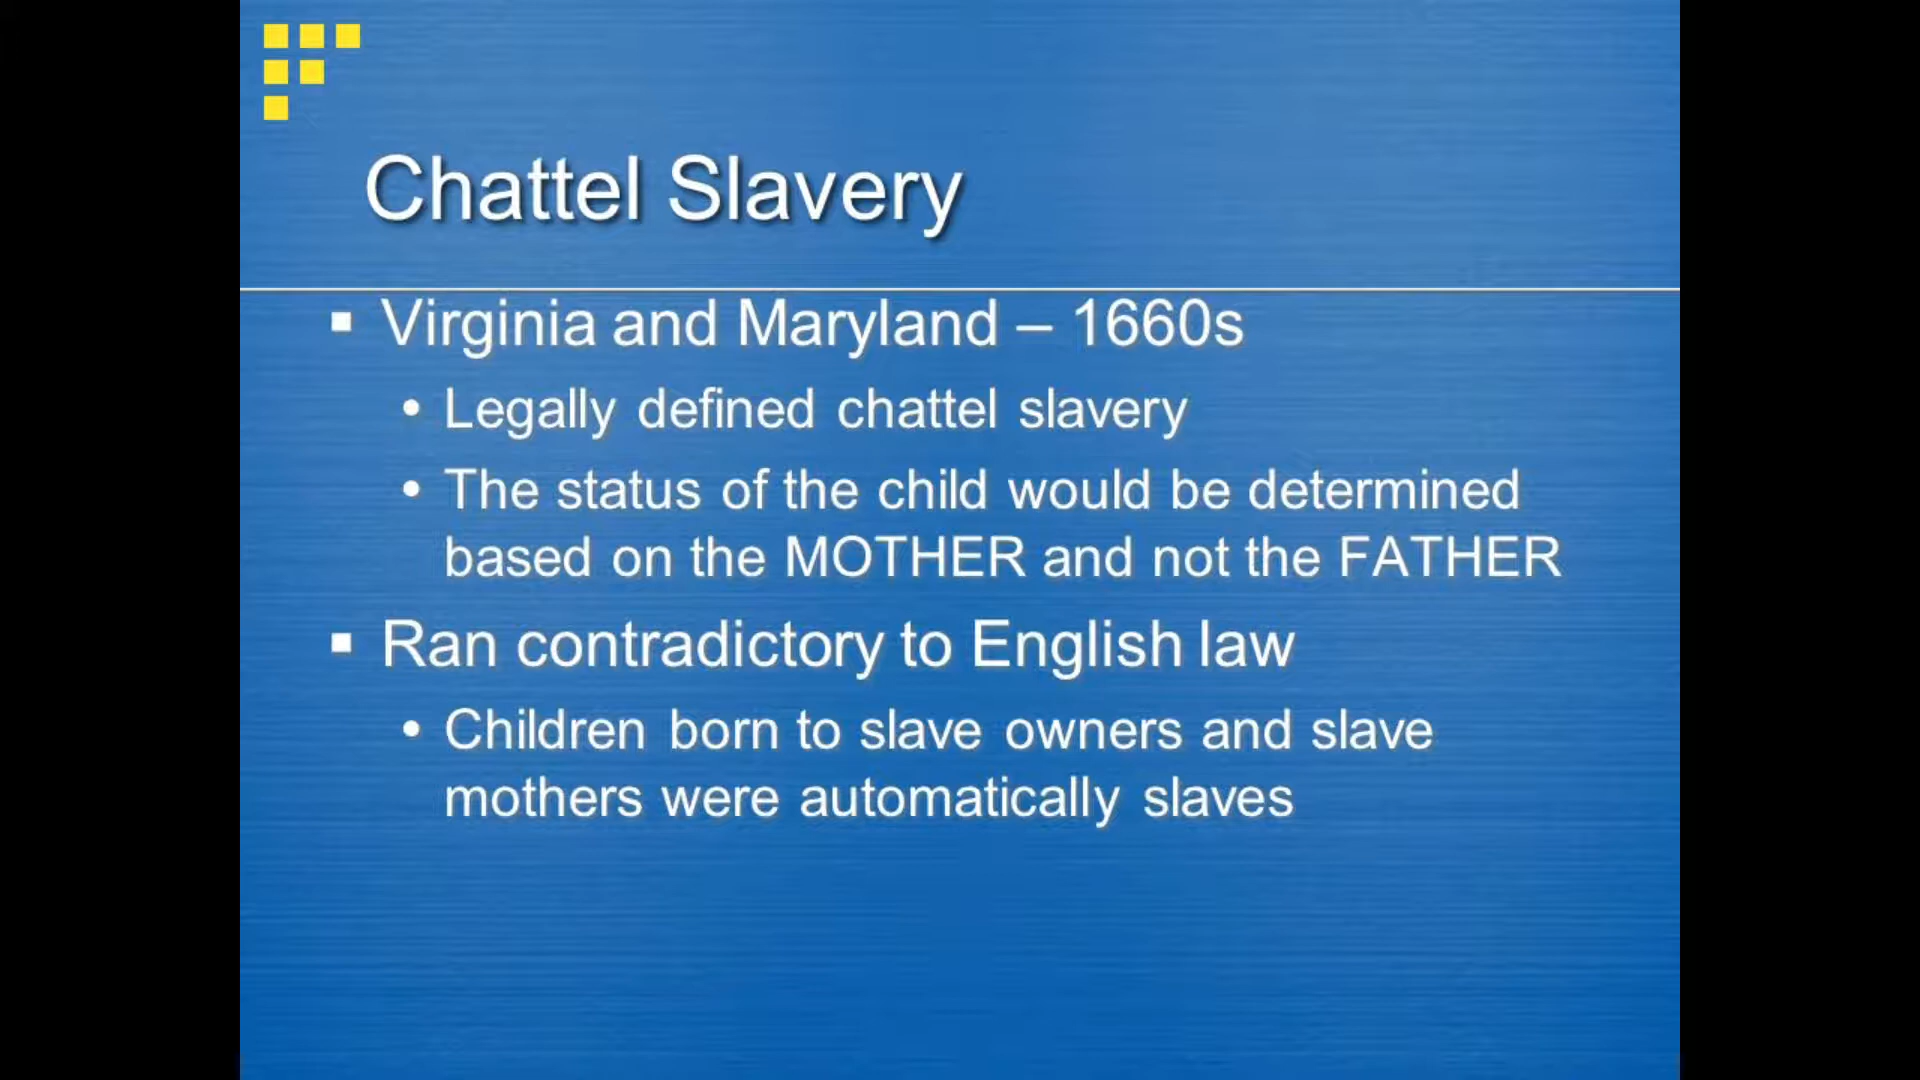 Chattel Slavery
▪ Virginia and Maryland – 1660s
• Legally defined chattel slavery
• The status of the child would be determined
based on the MOTHER and not the FATHER
▪ Ran contradictory to English law
• Children born to slave owners and slave
mothers were automatically slaves